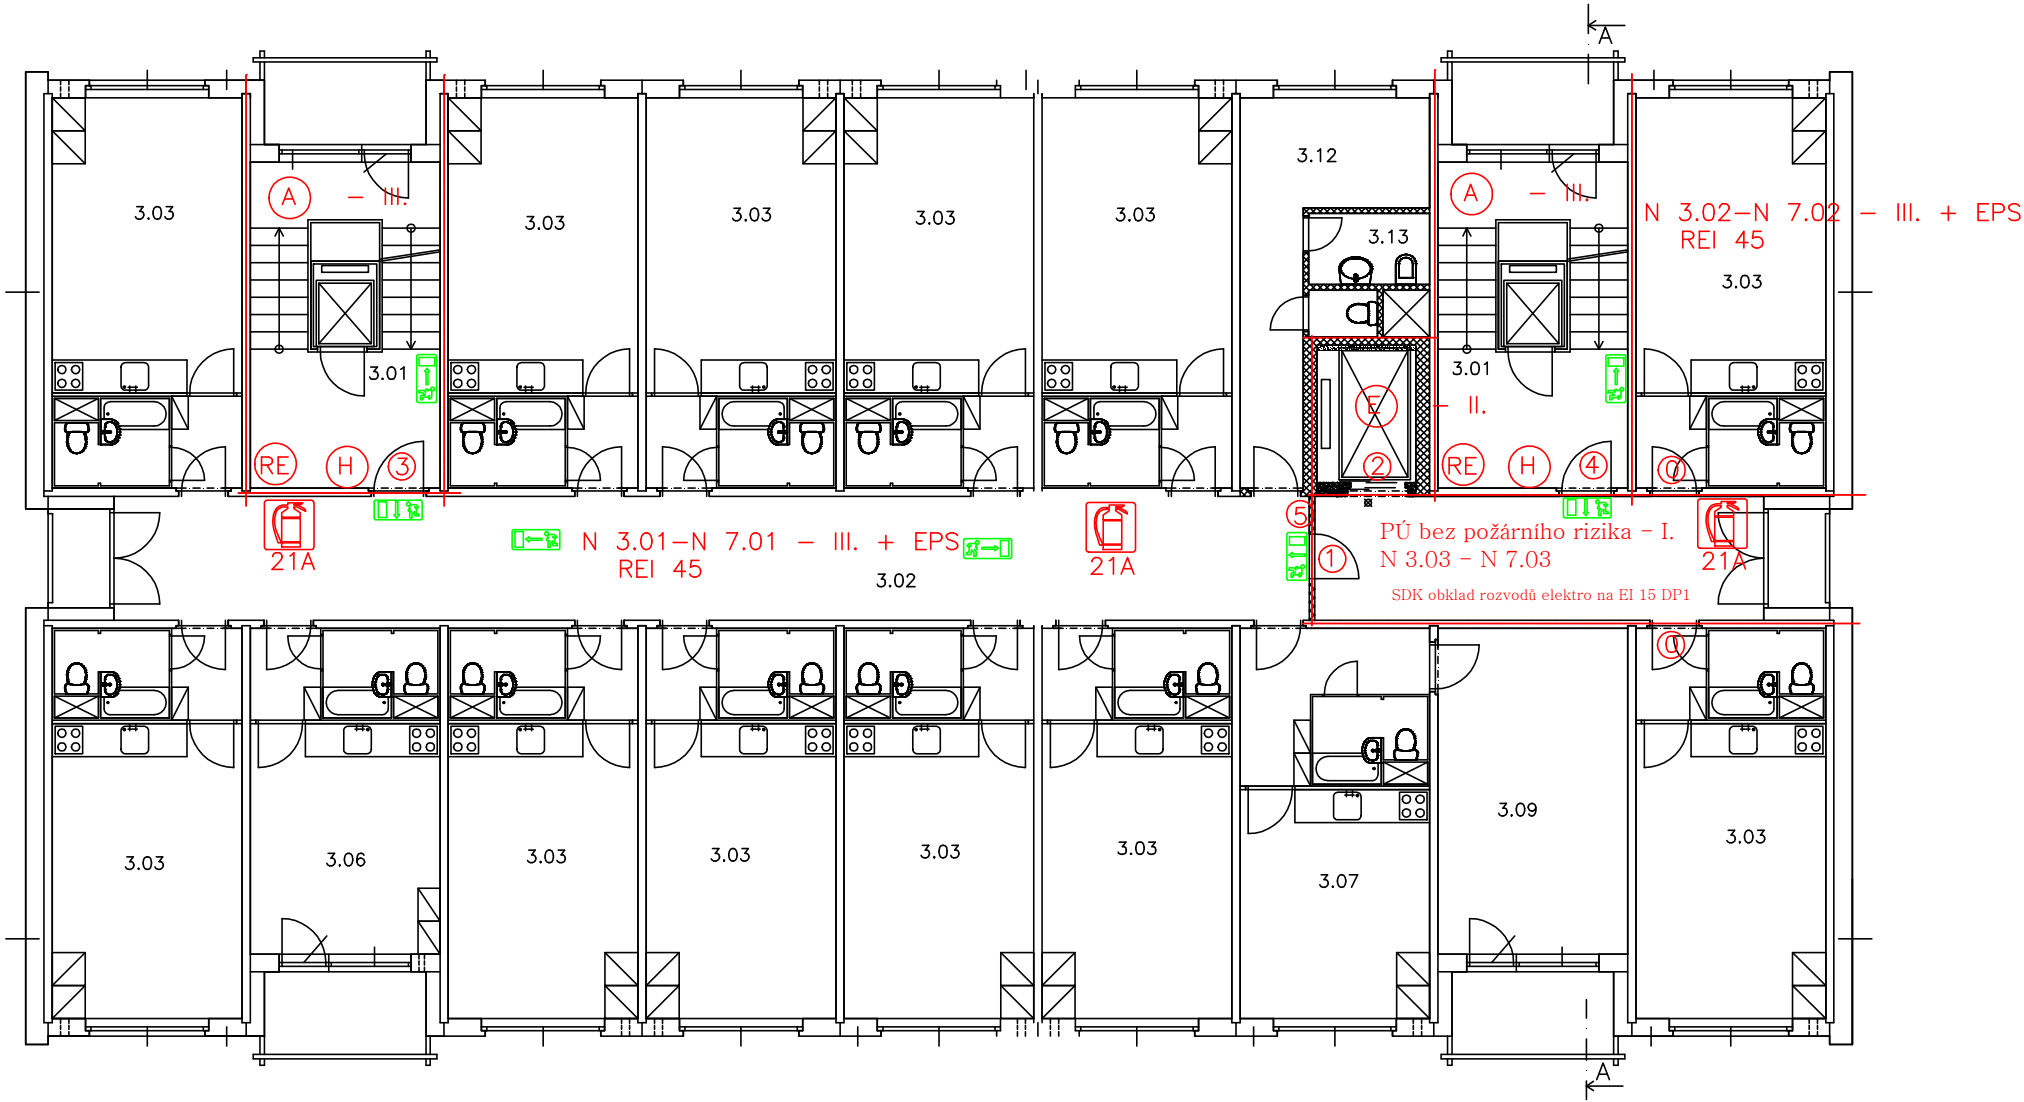 A
3.12
A
- III.
A
- III.
3.03
3.03
3.03
3.03
3.03
N 3.02-N 7.02 - III. + EPS
REI 45
3.13
3.03
3.01
3.01
E
- II.
RE
H
3
2
RE
H
4
O
21A
N 3.01-N 7.01 - III. + EPS
REI 45
3.02
21A
5
1
PÚ bez požárního rizika - I.
N 3.03 - N 7.03
21A
SDK obklad rozvodů elektro na EI 15 DP1
O
3.03
3.06
3.03
3.03
3.03
3.03
3.07
3.09
3.03
A